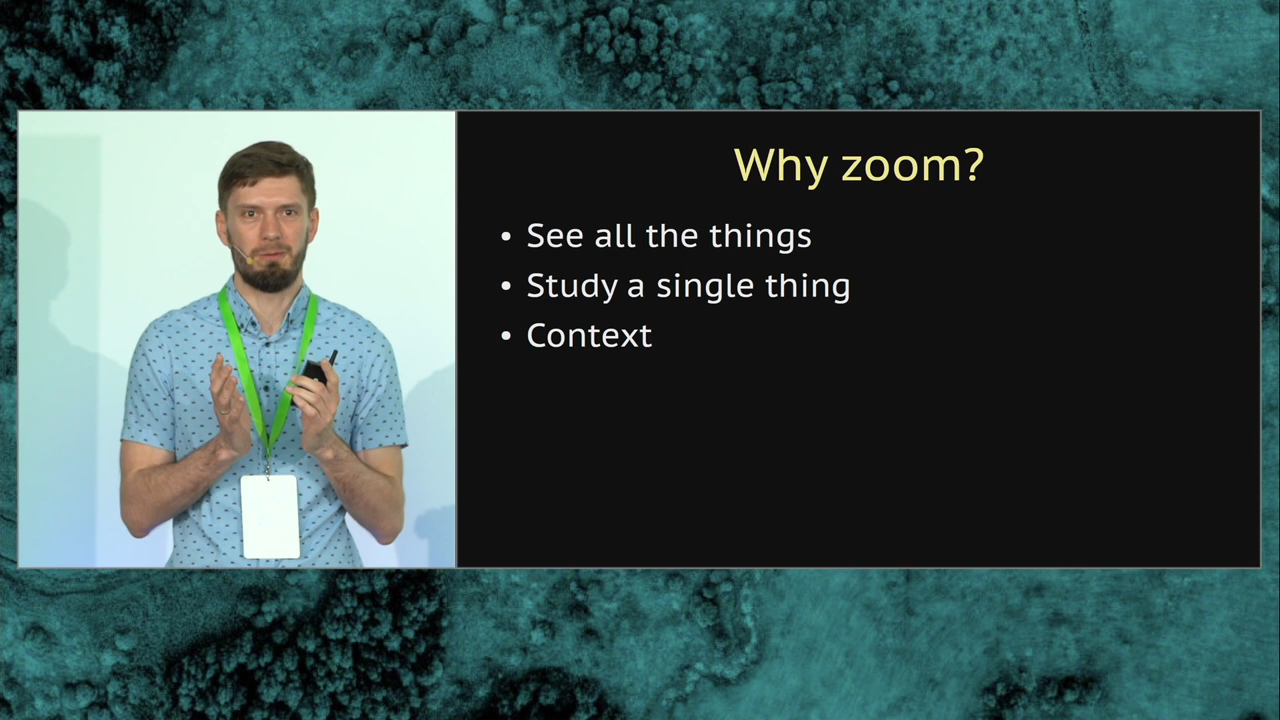 Why zoom?
• See all the things
• Study a single thing
• Context